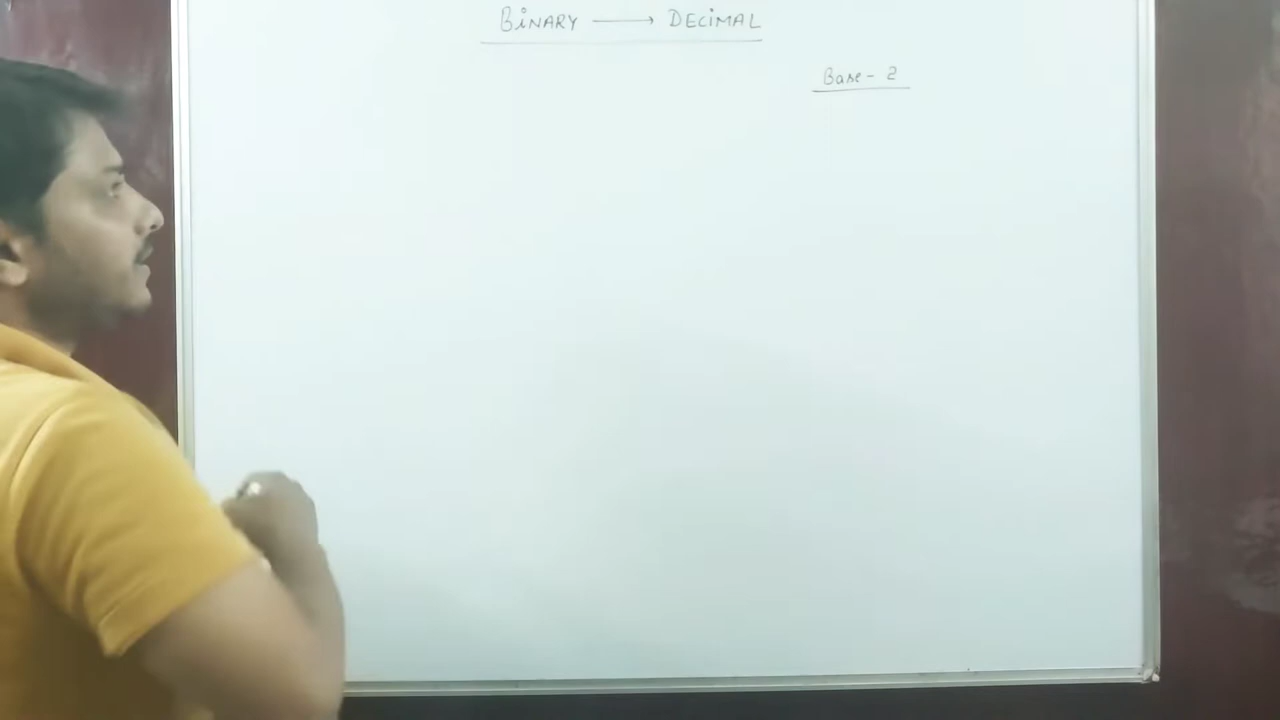 BiNARY → DECiMAL
Base - 2